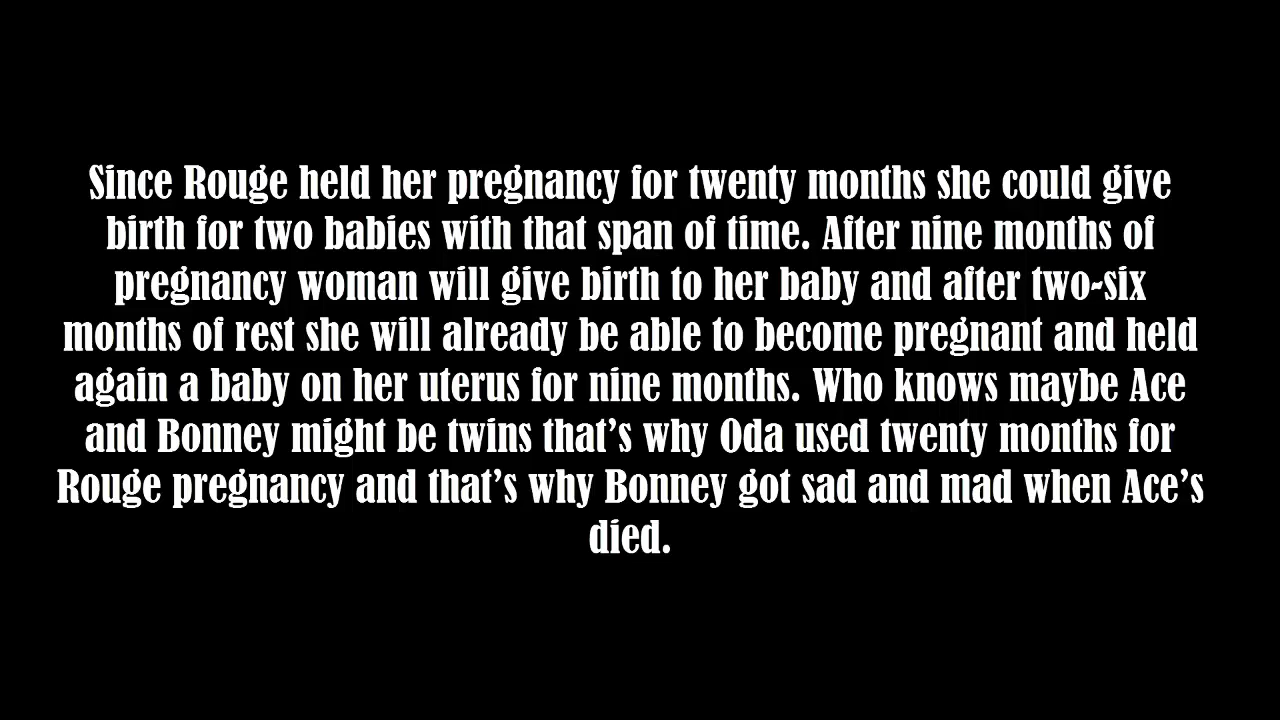 Since Rouge held her pregnancy for twenty months she could give
birth for two babies with that span of time. After nine months of
pregnancy woman will give birth to her baby and after two-six
months of rest she will already be able to become pregnant and held
again a baby on her uterus for nine months. Who knows maybe Ace
and Bonney might be twins that’s why Oda used twenty months for
Rouge pregnancy and that’s why Bonney got sad and mad when Ace’s
died.